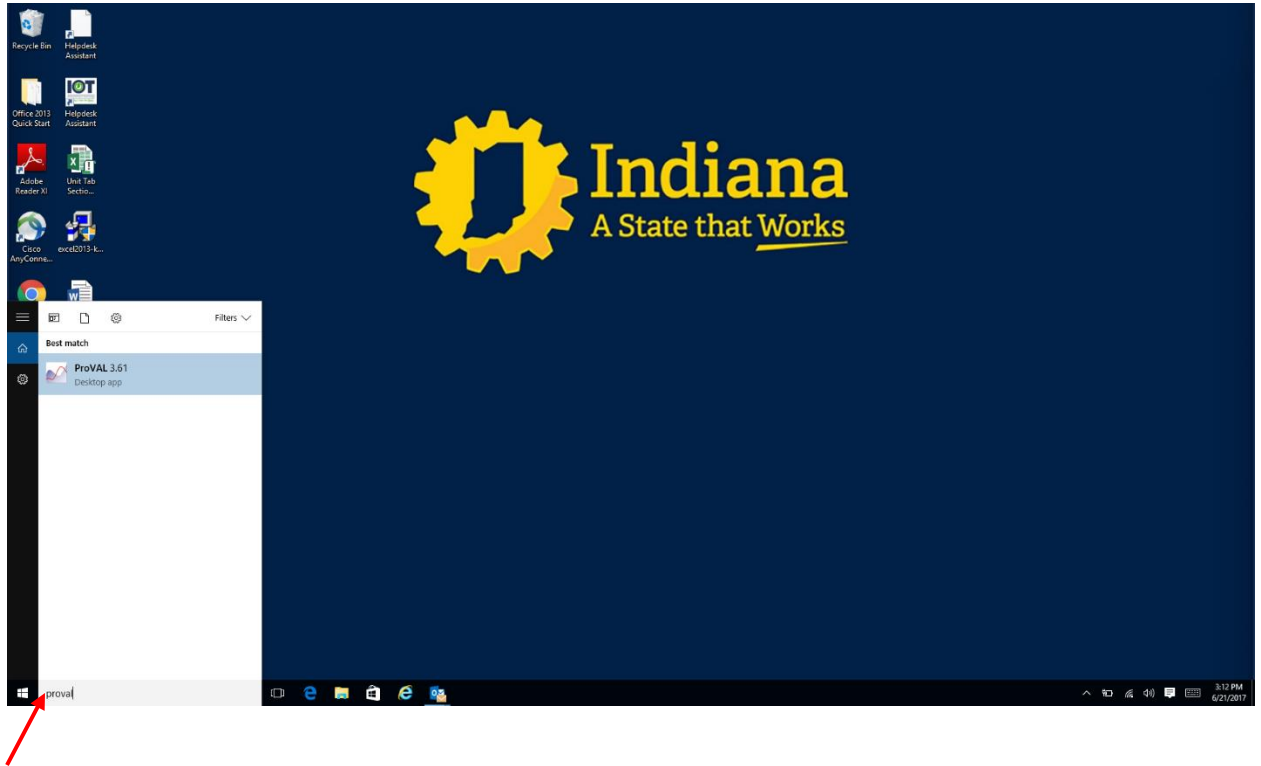 Recycle Bin
Helpdesk
Assistant
Office 2013
Quick Start
IOT
Helpdesk
Assistant
Adobe
Reader XI
Unit Tab
Sectio...
Cisco
AnyConne...
excel2013-k...
Indiana
A State that Works
Filters
Best match
ProVAL 3.61
Desktop app
proval
3:12 PM
6/21/2017